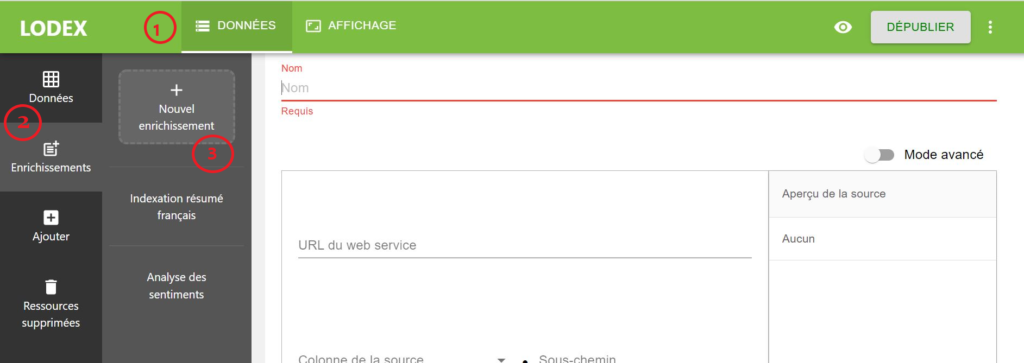 LODEX
1
DONNÉES
AFFICHAGE
DÉPUBLIER
Données
2
Enrichissements
Ajouter
Ressources
supprimées
Nouvel
enrichissement
3
Indexation résumé
français
Analyse des
sentiments
Nom
Nom
Requis
Mode avancé
URL du web service
Colonne de la source
Sous-chemin
Aperçu de la source
Aucun